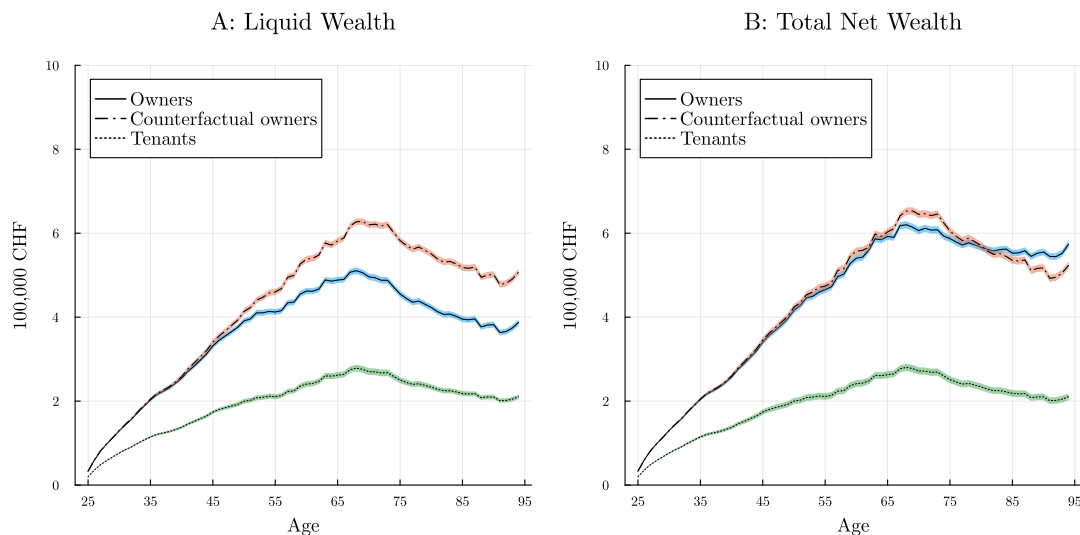 A: Liquid Wealth
10
8
6
4
2
0
100,000 CHF
Owners
Counterfactual owners
Tenants
25 35 45 55 65 75 85 95
Age
B: Total Net Wealth
10
8
6
4
2
0
100,000 CHF
Owners
Counterfactual owners
Tenants
25 35 45 55 65 75 85 95
Age